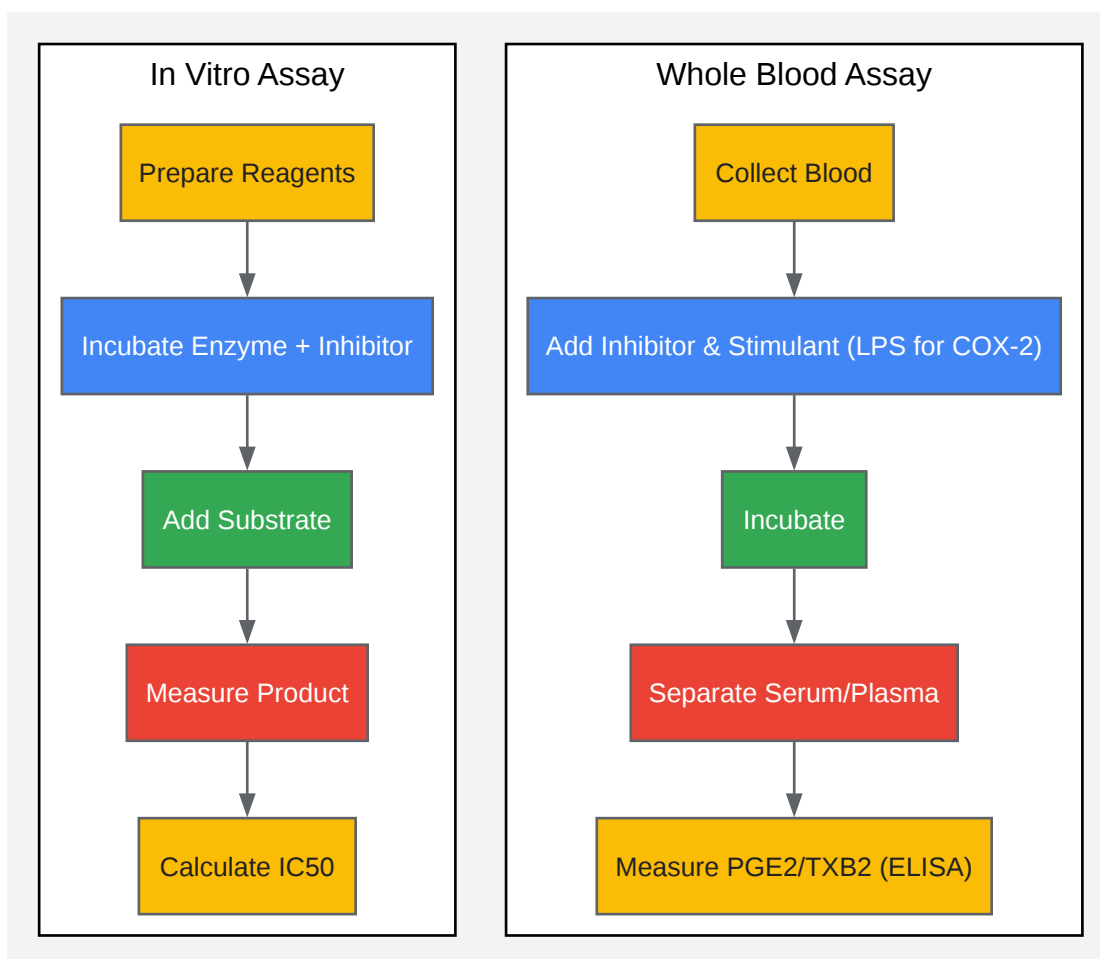 In Vitro Assay
Prepare Reagents
Incubate Enzyme + Inhibitor
Add Substrate
Measure Product
Calculate IC50
Whole Blood Assay
Collect Blood
Add Inhibitor & Stimulant (LPS for COX-2)
Incubate
Separate Serum/Plasma
Measure PGE2/TXB2 (ELISA)